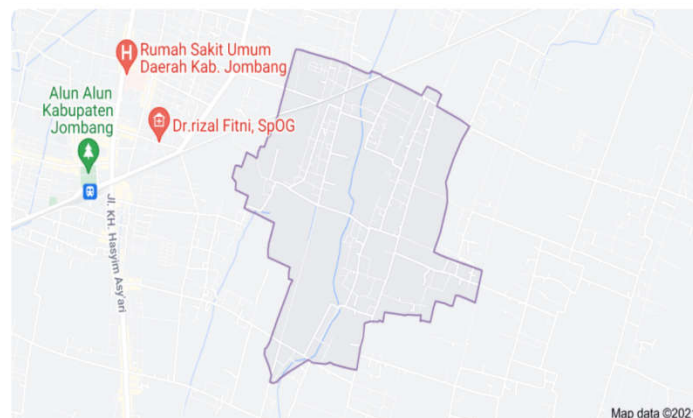 Rumah Sakit Umum
Daerah Kab. Jombang
Alun Alun
Kabupaten
Jombang
Dr.rizal Fitni, SpOG
Jl. KH. Hasyim Asy'ari
Map data ©202